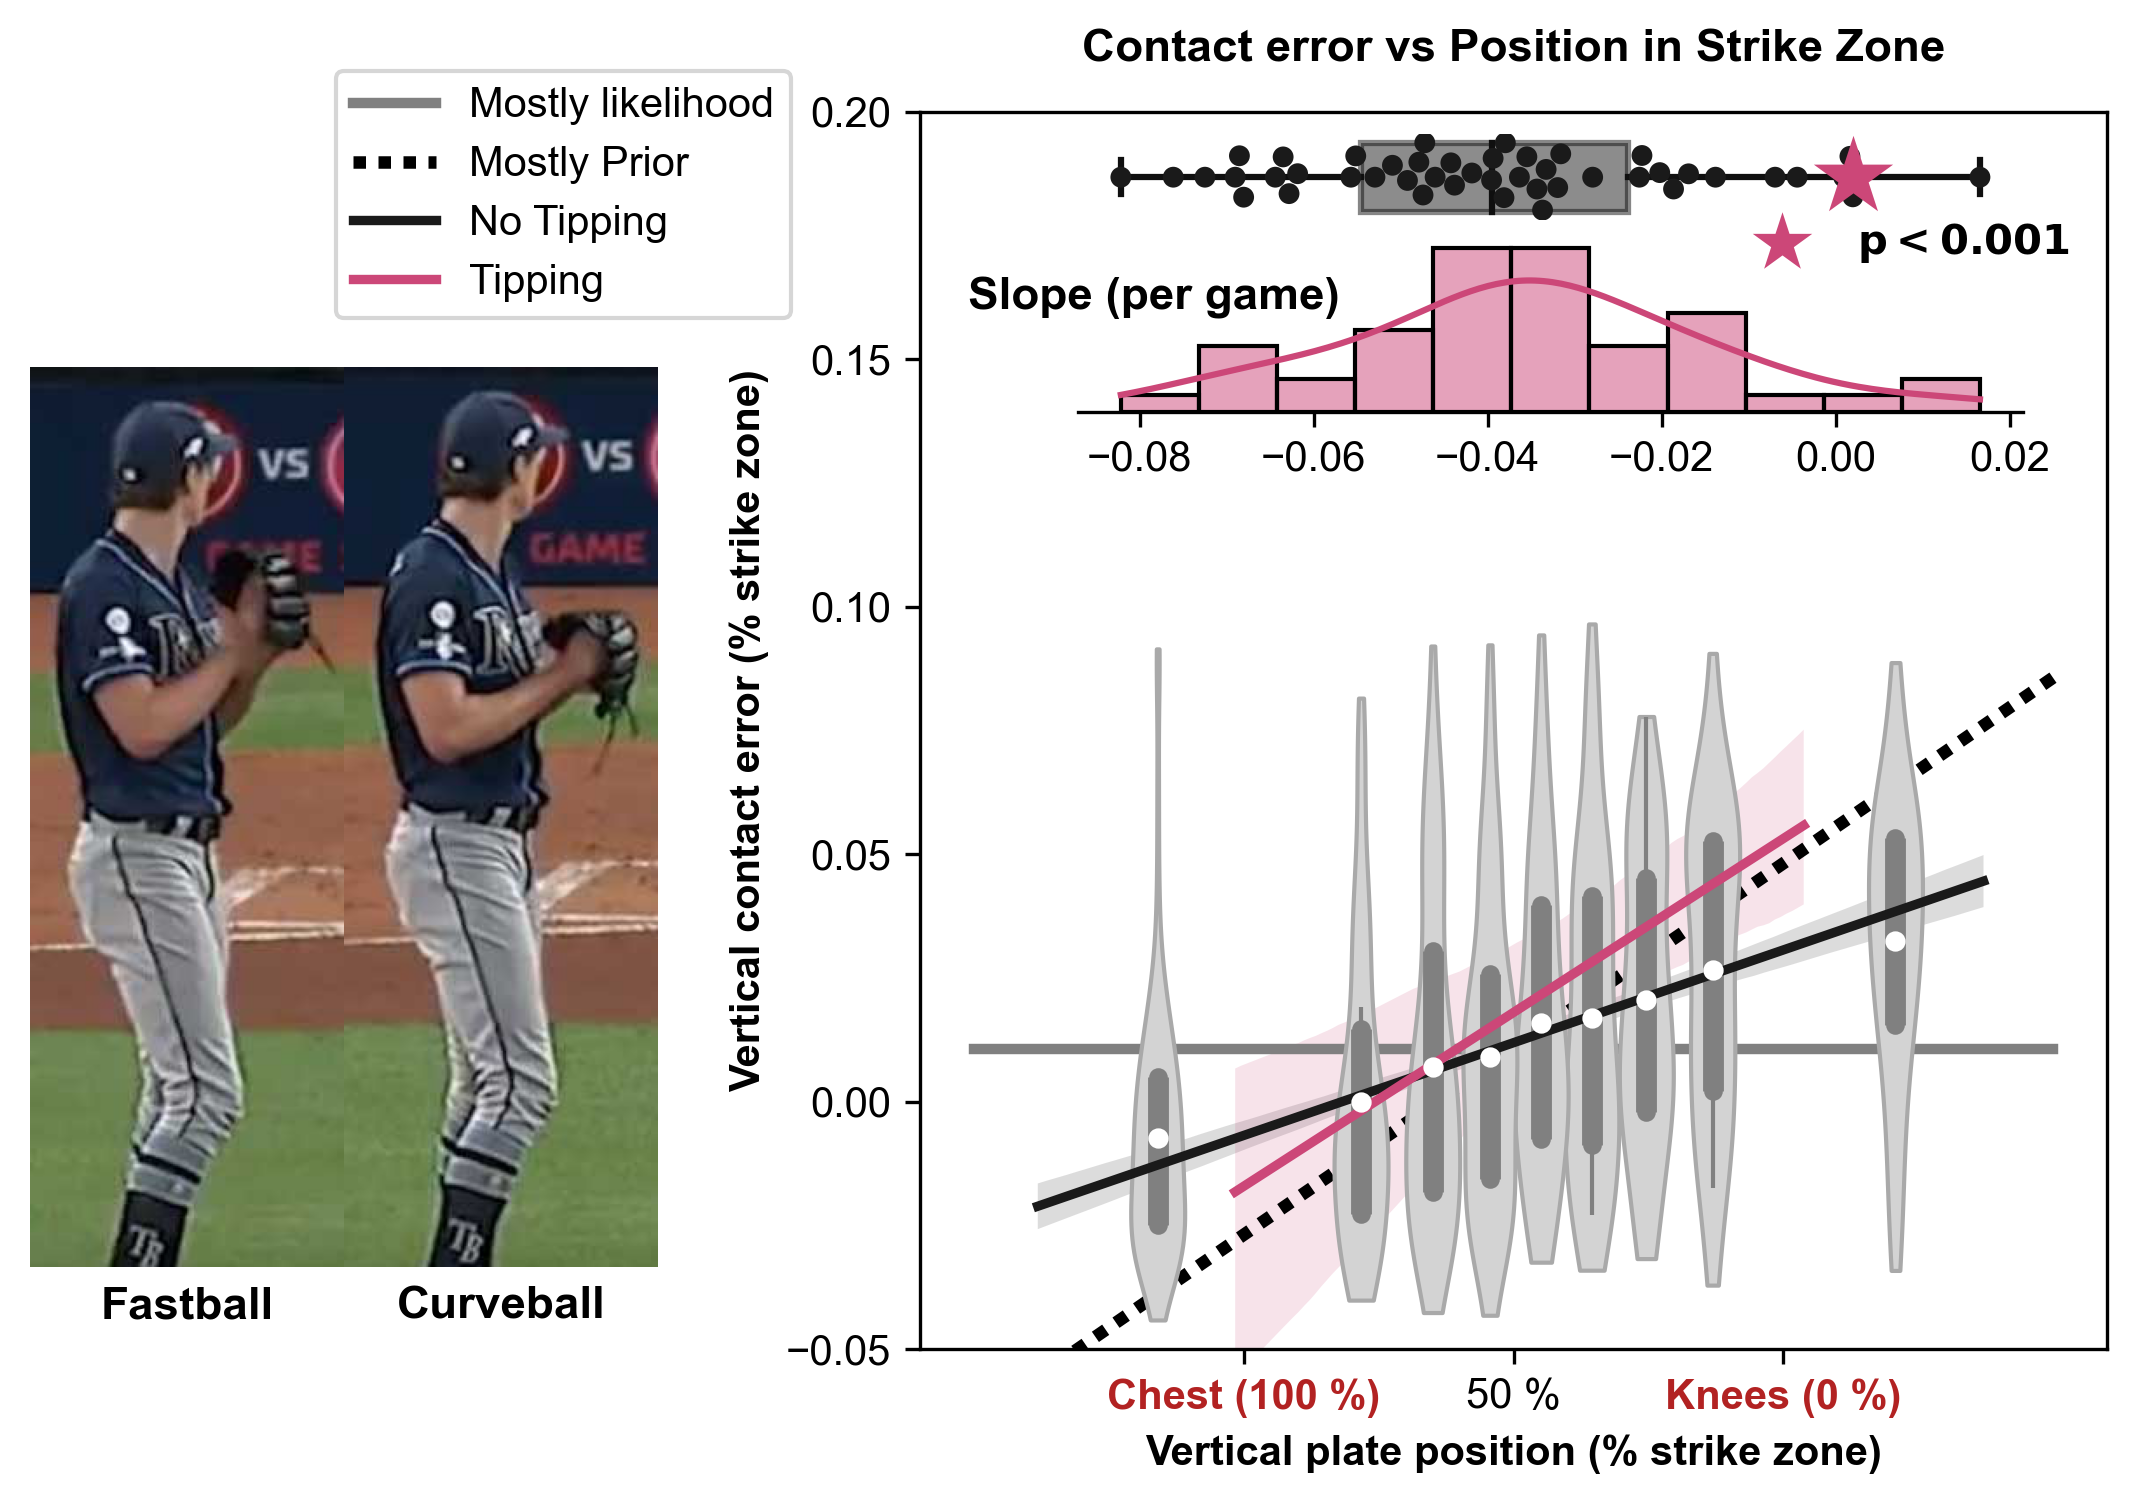 Contact error vs Position in Strike Zone
Mostly likelihood
Mostly Prior
No Tipping
Tipping
0.20
0.15
0.10
0.05
0.00
−0.05
Vertical contact error (% strike zone)
p < 0.001
Slope (per game)
−0.08
−0.06
−0.04
−0.02
0.00
0.02
VS
GAME
VS
GAME
TB
TB
Fastball
Curveball
Chest (100 %)
50 %
Knees (0 %)
Vertical plate position (% strike zone)